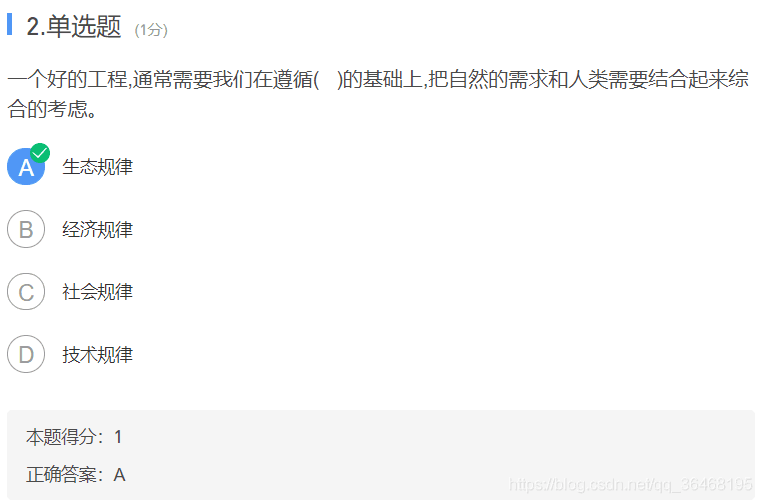 2.单选题 (1分)
一个好的工程,通常需要我们在遵循( )的基础上,把自然的需求和人类需要结合起来综
合的考虑。
A 生态规律
B 经济规律
C 社会规律
D 技术规律
本题得分：1
正确答案：A
https://blog.csdn.net/qq_36468195